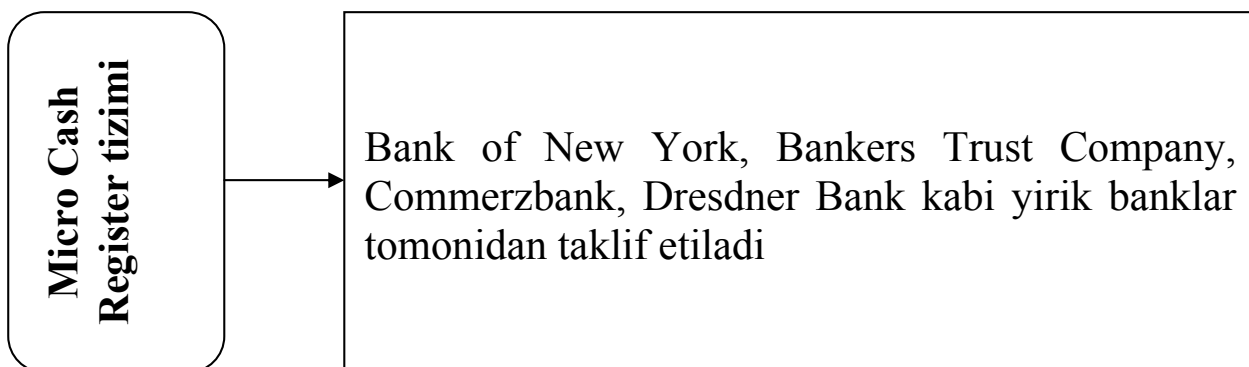 Micro Cash
Register tizimi
Bank of New York, Bankers Trust Company,
Commerzbank, Dresdner Bank kabi yirik banklar
tomonidan taklif etiladi